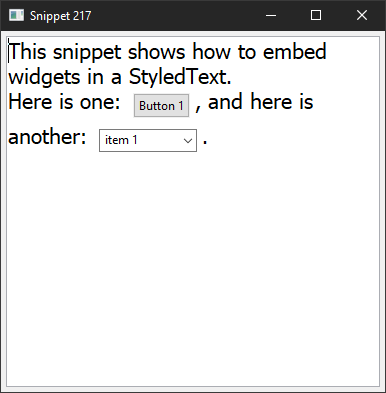 Snippet 217
This snippet shows how to embed
widgets in a StyledText.
Here is one: Button 1 , and here is
another: item 1 .